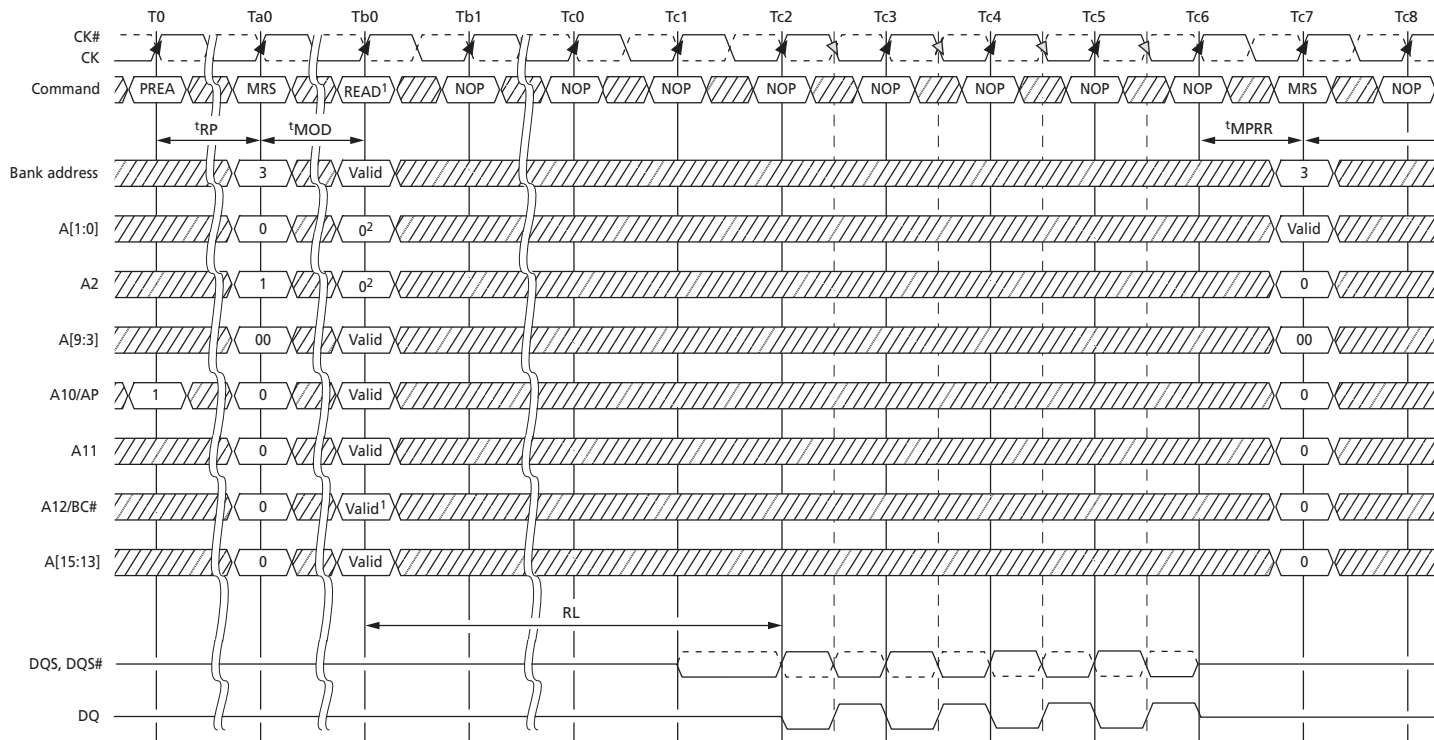 T0 Ta0 Tb0 Tb1 Tc0 Tc1 Tc2 Tc3 Tc4 Tc5 Tc6 Tc7 Tc8
CK#
CK
Command PREA MRS READ1 NOP NOP NOP NOP NOP NOP NOP NOP MRS NOP
tRP tMOD tMPRR
Bank address 3 Valid 3
A[1:0] 0 02 Valid
A2 1 02 0
A[9:3] 00 Valid 00
A10/AP 1 0 Valid 0
A11 0 Valid 0
A12/BC# 0 Valid1 0
A[15:13] 0 Valid 0
RL
DQS, DQS#
DQ